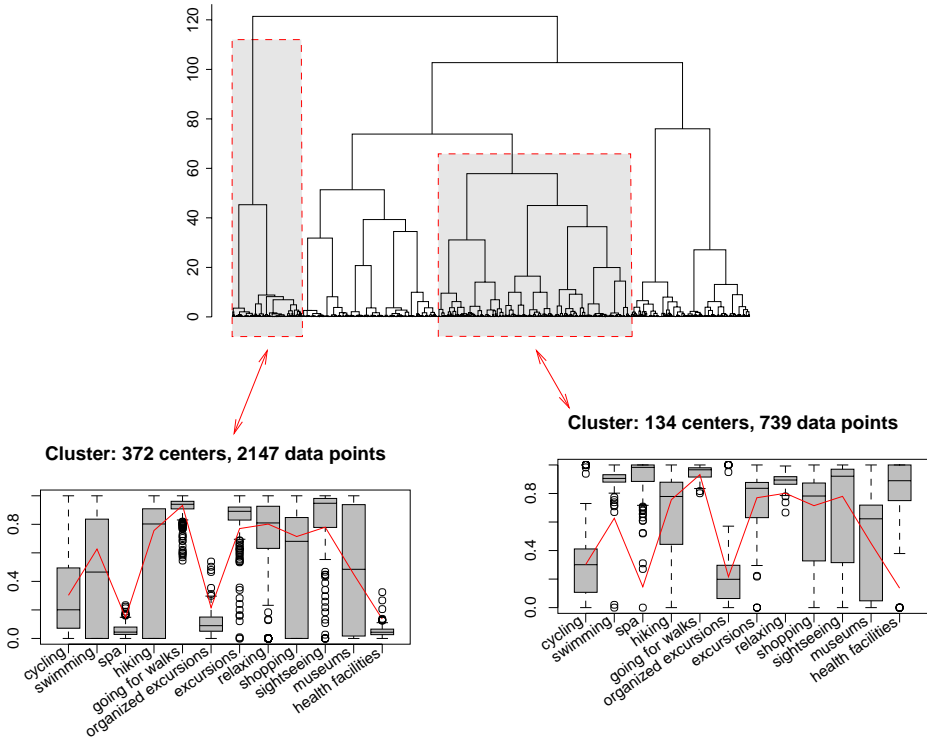 120
100
80
60
40
20
0
Cluster: 372 centers, 2147 data points
0.8
0.4
0.0
cycling
swimming
spa
hiking
going for walks
organized excursions
excursions
relaxing
shopping
sightseeing
museums
health facilities
Cluster: 134 centers, 739 data points
0.8
0.4
0.0
cycling
swimming
spa
hiking
going for walks
organized excursions
excursions
relaxing
shopping
sightseeing
museums
health facilities